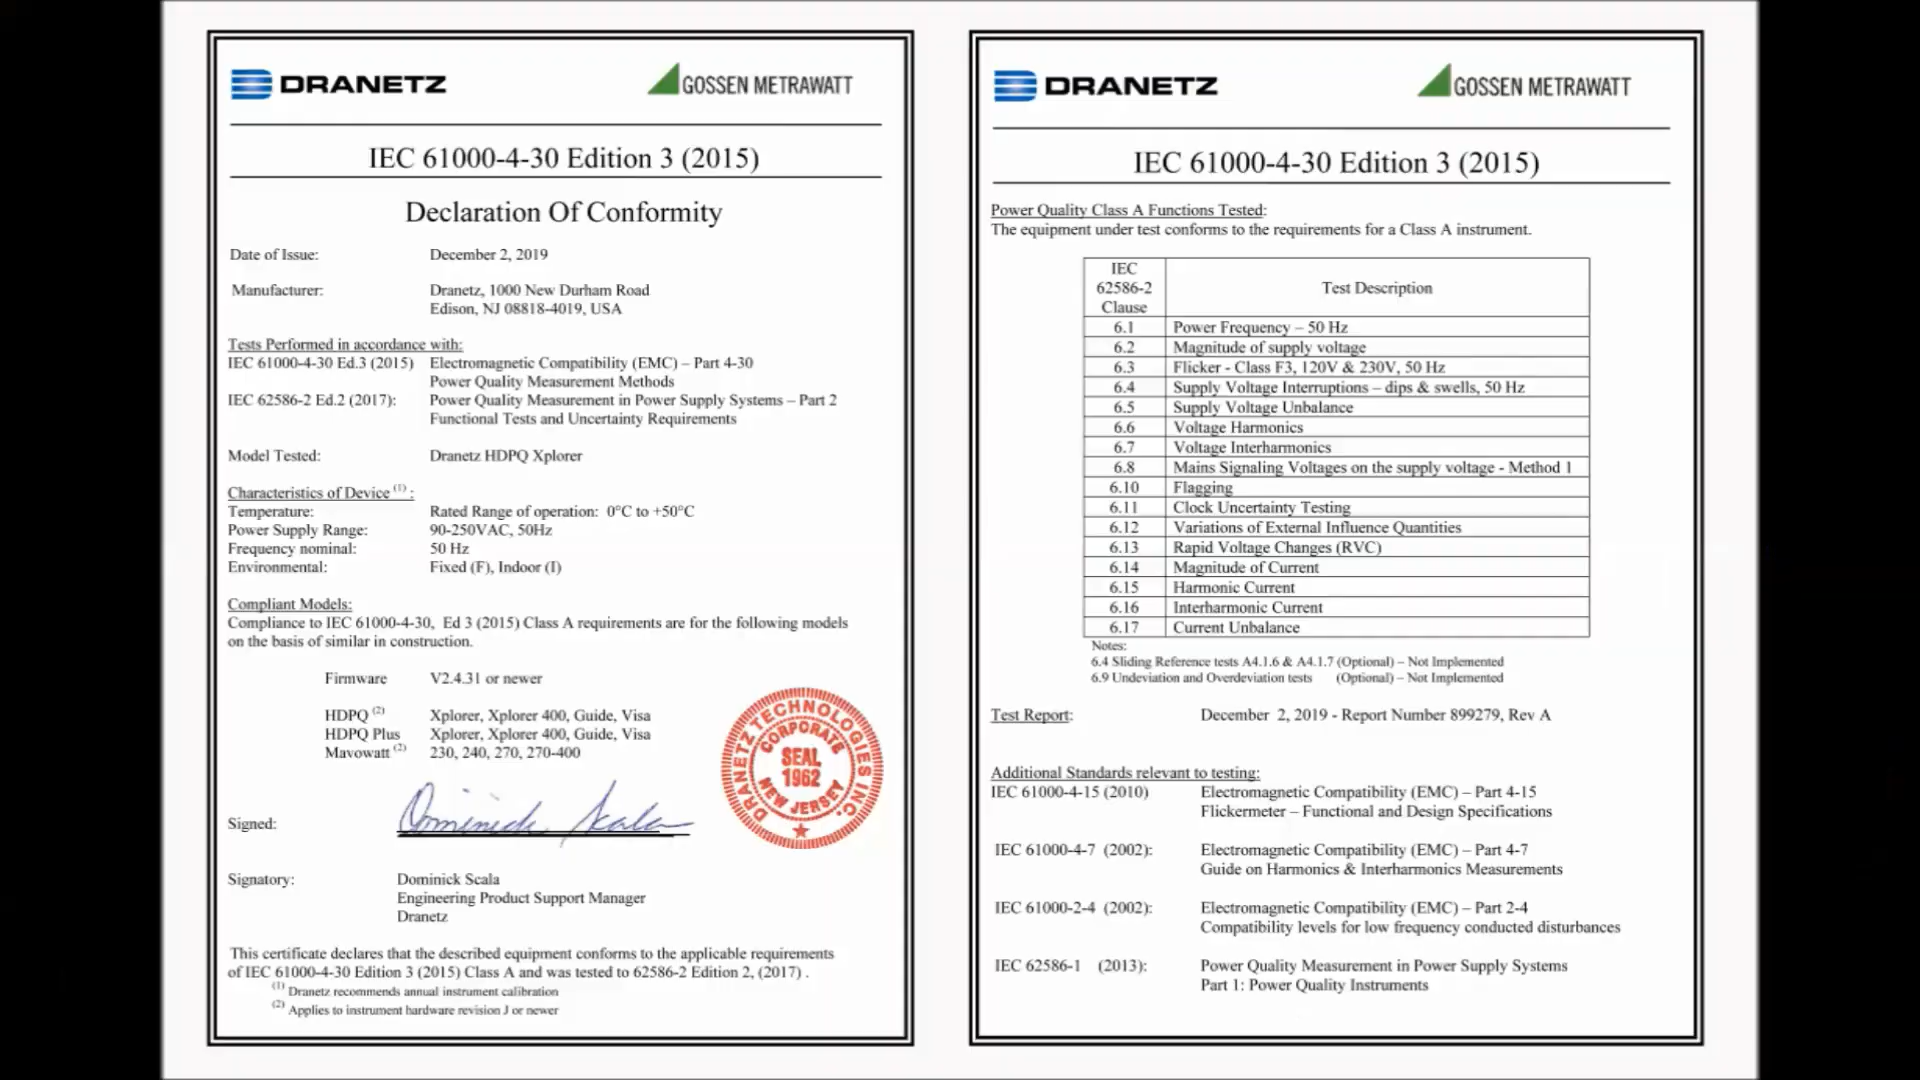 DRANETZ
GOSSEN METRAWATT
IEC 61000-4-30 Edition 3 (2015)
Declaration Of Conformity
Date of Issue: December 2, 2019
Manufacturer: Dranetz, 1000 New Durham Road
Edison, NJ 08818-4019, USA
Tests Performed in accordance with:
IEC 61000-4-30 Ed.3 (2015) Electromagnetic Compatibility (EMC) – Part 4-30
Power Quality Measurement Methods
IEC 62586-2 Ed.2 (2017): Power Quality Measurement in Power Supply Systems – Part 2
Functional Tests and Uncertainty Requirements
Model Tested: Dranetz HDPQ Xplorer
Characteristics of Device (1) :
Temperature: Rated Range of operation: 0°C to +50°C
Power Supply Range: 90-250VAC, 50Hz
Frequency nominal: 50 Hz
Environmental: Fixed (F), Indoor (I)
Compliant Models:
Compliance to IEC 61000-4-30, Ed 3 (2015) Class A requirements are for the following models
on the basis of similar in construction.
Firmware V2.4.31 or newer
HDPQ (2) Xplorer, Xplorer 400, Guide, Visa
HDPQ Plus Xplorer, Xplorer 400, Guide, Visa
Mavowatt (2) 230, 240, 270, 270-400
DRANETZ TECHNOLOGIES INC.
CORPORATE
SEAL
1962
NEW JERSEY
Signed: Dominick Scala
Signatory: Dominick Scala
Engineering Product Support Manager
Dranetz
This certificate declares that the described equipment conforms to the applicable requirements
of IEC 61000-4-30 Edition 3 (2015) Class A and was tested to 62586-2 Edition 2, (2017) .
(1) Dranetz recommends annual instrument calibration
(2) Applies to instrument hardware revision J or newer
DRANETZ
GOSSEN METRAWATT
IEC 61000-4-30 Edition 3 (2015)
Power Quality Class A Functions Tested:
The equipment under test conforms to the requirements for a Class A instrument.
IEC
62586-2
Clause
Test Description
6.1 Power Frequency – 50 Hz
6.2 Magnitude of supply voltage
6.3 Flicker - Class F3, 120V & 230V, 50 Hz
6.4 Supply Voltage Interruptions – dips & swells, 50 Hz
6.5 Supply Voltage Unbalance
6.6 Voltage Harmonics
6.7 Voltage Interharmonics
6.8 Mains Signaling Voltages on the supply voltage - Method 1
6.10 Flagging
6.11 Clock Uncertainty Testing
6.12 Variations of External Influence Quantities
6.13 Rapid Voltage Changes (RVC)
6.14 Magnitude of Current
6.15 Harmonic Current
6.16 Interharmonic Current
6.17 Current Unbalance
Notes:
6.4 Sliding Reference tests A4.1.6 & A4.1.7 (Optional) – Not Implemented
6.9 Undeviation and Overdeviation tests (Optional) – Not Implemented
Test Report: December 2, 2019 - Report Number 899279, Rev A
Additional Standards relevant to testing:
IEC 61000-4-15 (2010) Electromagnetic Compatibility (EMC) – Part 4-15
Flickermeter – Functional and Design Specifications
IEC 61000-4-7 (2002): Electromagnetic Compatibility (EMC) – Part 4-7
Guide on Harmonics & Interharmonics Measurements
IEC 61000-2-4 (2002): Electromagnetic Compatibility (EMC) – Part 2-4
Compatibility levels for low frequency conducted disturbances
IEC 62586-1 (2013): Power Quality Measurement in Power Supply Systems
Part 1: Power Quality Instruments